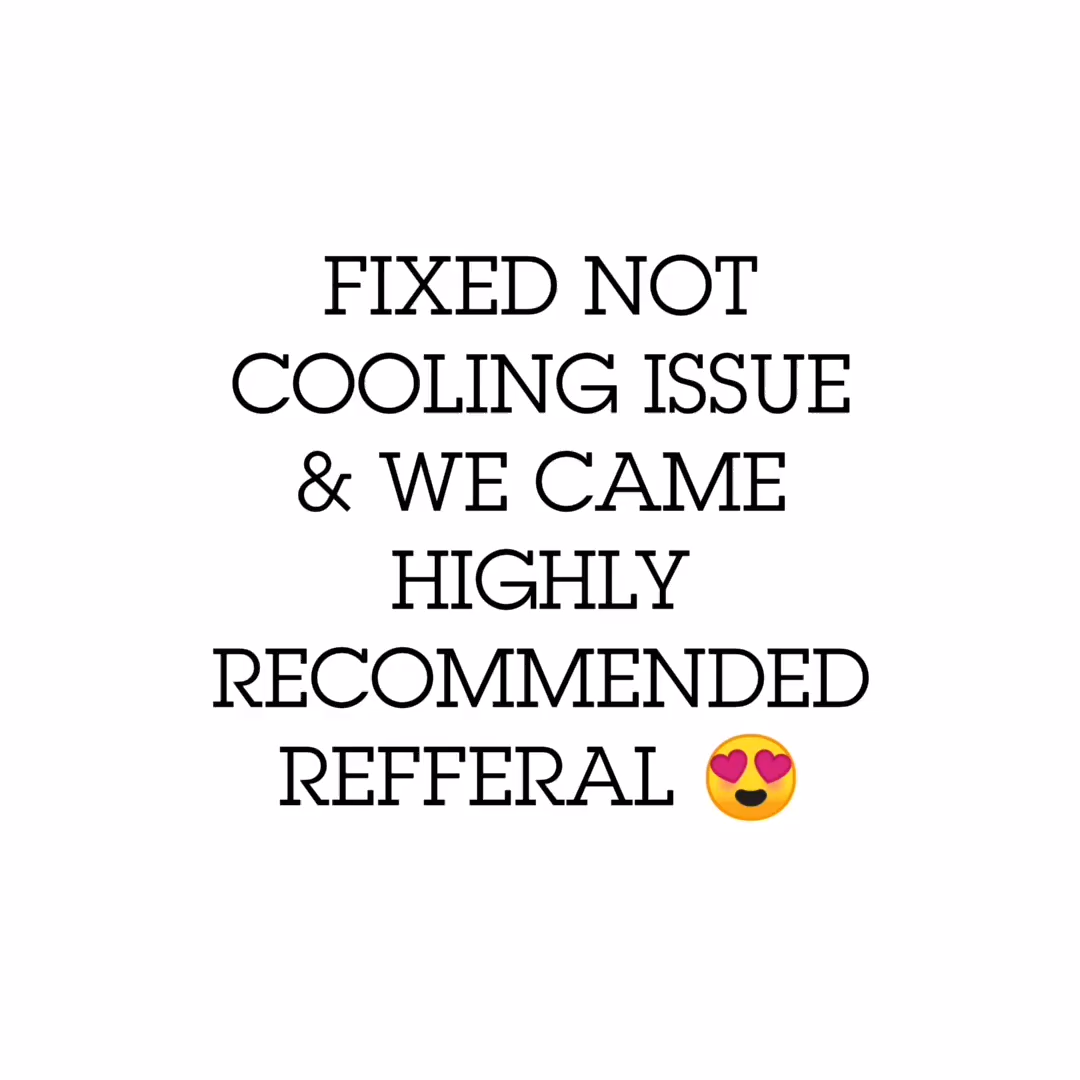 FIXED NOT
COOLING ISSUE
& WE CAME
HIGHLY
RECOMMENDED
REFFERAL 😍